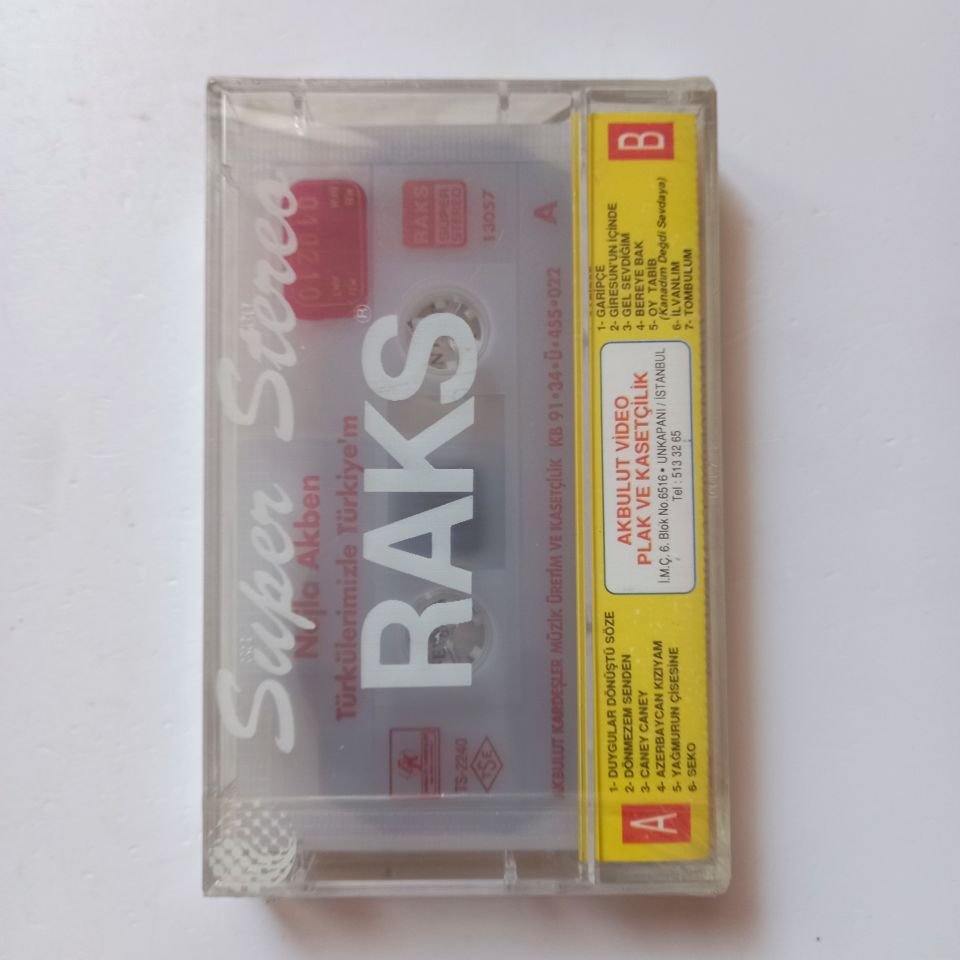 Super Stereo
RAKS
Najla Akben
Türkülerimizle Türkiye'm
RAKS
SUPER
STEREO
13057
A
TS-2240
TSE
AKBULUT KARDEŞLER MÜZİK ÜRETİM VE KASETÇİLİK KB 91•34•Ü•455•022
A
1- DUYGULAR DÖNÜŞTÜ SÖZE
2- DÖNMEZEM SENDEN
3- CANEY CANEY
4- AZERBAYCAN KIZIYAM
5- YAĞMURUN ÇİSESİNE
6- SEKO
AKBULUT VİDEO
PLAK VE KASETÇİLİK
İ.M.Ç. 6. Blok No.6516 • UNKAPANI / İSTANBUL
Tel : 513 32 65
B
1- GARİPÇE
2- GİRESUN'UN İÇİNDE
3- GEL SEVDİĞİM
4- BEREYE BAK
5- OY TABİB
(Kanadım Değdi Sevdaya)
6- İLVANLIM
7- TOMBULUM